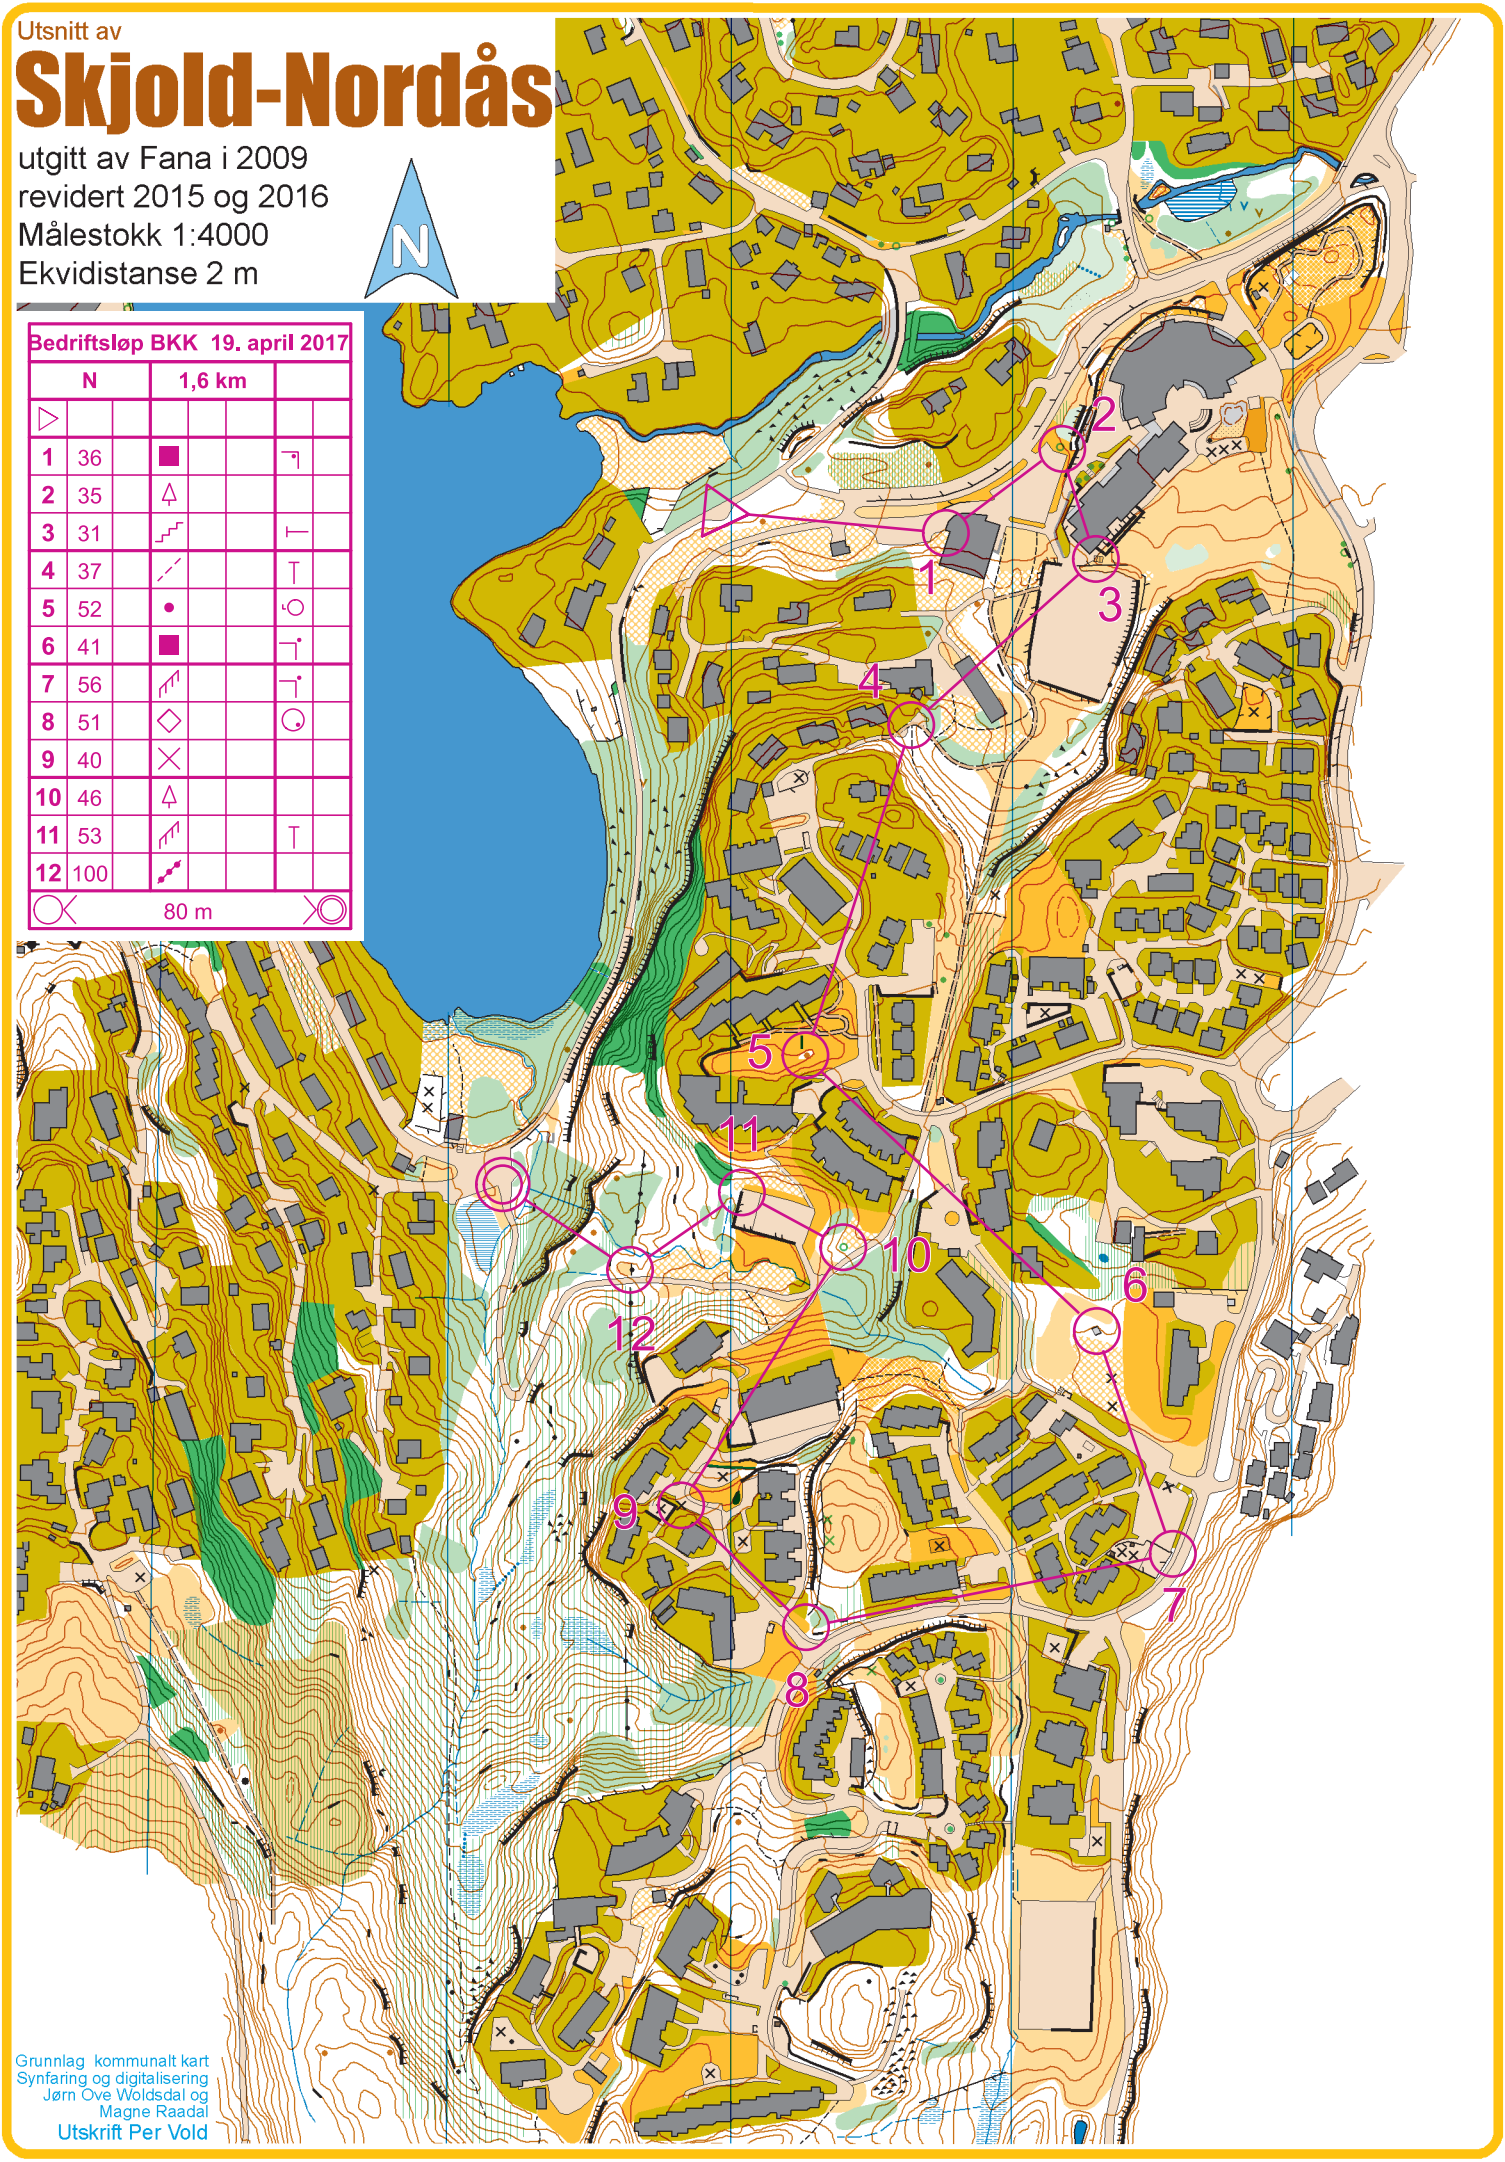 Utsnitt av
Skjold-Nordås
utgitt av Fana i 2009
revidert 2015 og 2016
Målestokk 1:4000
Ekvidistanse 2 m
N
Bedriftsløp BKK 19. april 2017
N 1,6 km
1 36
2 35
3 31
4 37
5 52
6 41
7 56
8 51
9 40
10 46
11 53
12 100
80 m
2
1
3
4
5
11
10
6
12
9
7
8
Grunnlag kommunalt kart
Synfaring og digitalisering
Jørn Ove Woldsdal og
Magne Raadal
Utskrift Per Vold